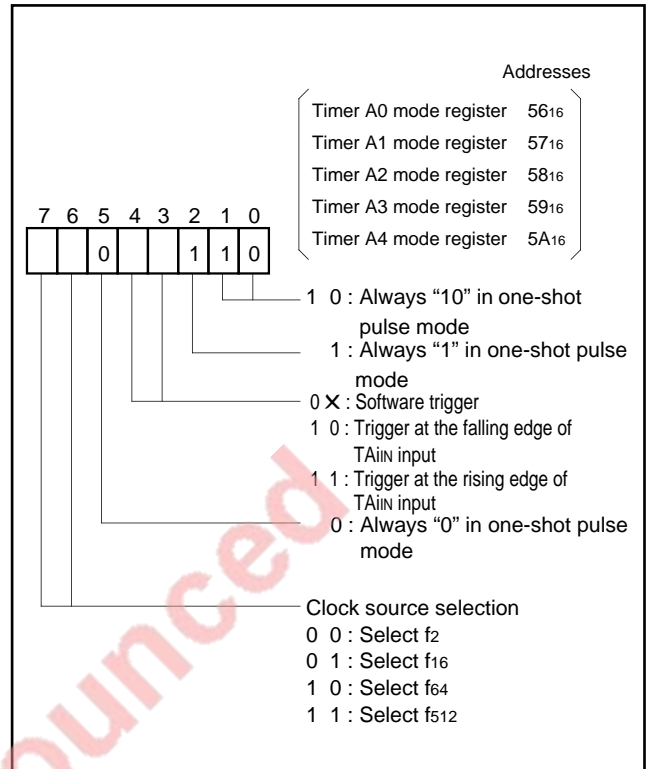 Addresses
Timer A0 mode register 5616
Timer A1 mode register 5716
Timer A2 mode register 5816
Timer A3 mode register 5916
Timer A4 mode register 5A16
7 6 5 4 3 2 1 0
0 1 1 0
1 0 : Always “10” in one-shot
pulse mode
1 : Always “1” in one-shot pulse
mode
0 X : Software trigger
1 0 : Trigger at the falling edge of
TAiIN input
1 1 : Trigger at the rising edge of
TAiIN input
0 : Always “0” in one-shot pulse
mode
Clock source selection
0 0 : Select f2
0 1 : Select f16
1 0 : Select f64
1 1 : Select f512
ounced